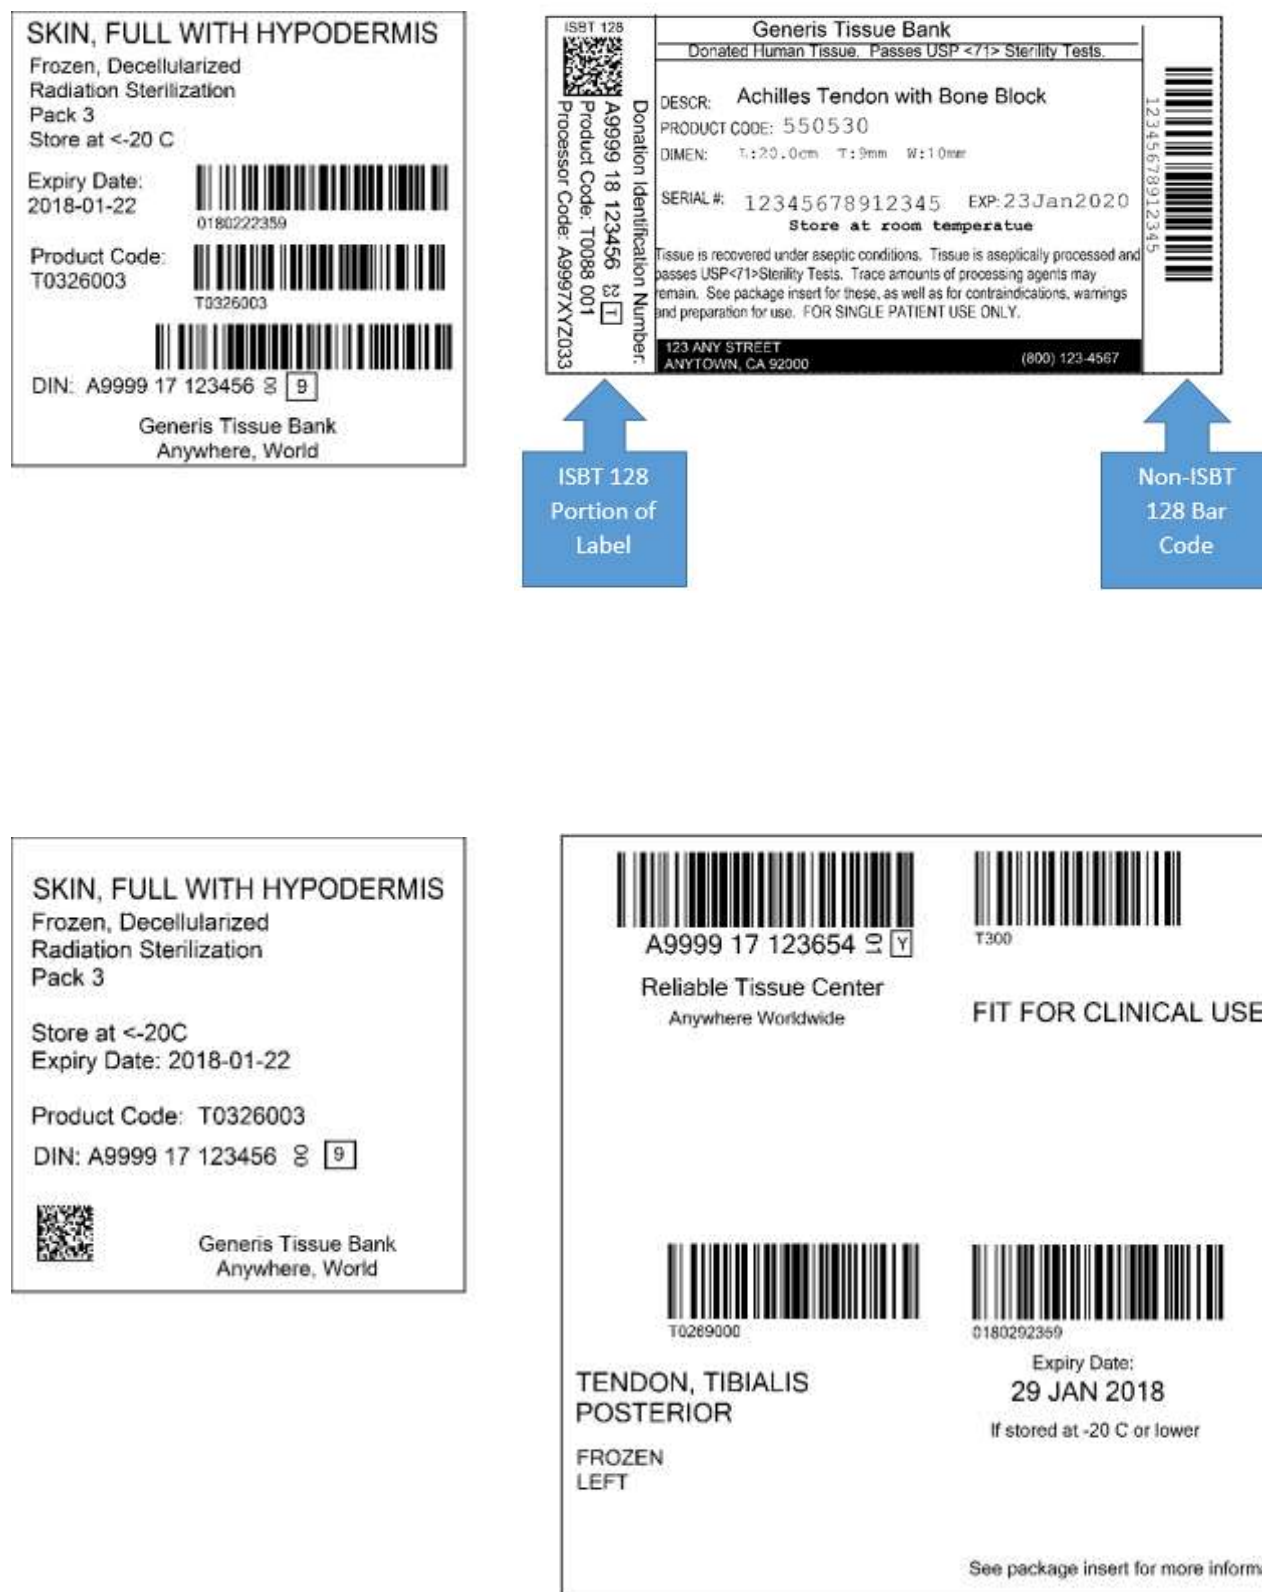 SKIN, FULL WITH HYPODERMIS
Frozen, Decellularized
Radiation Sterilization
Pack 3
Store at <-20 C
Expiry Date:
2018-01-22
0180222359
Product Code:
T0326003
T0326003
DIN: A9999 17 123456 00 9
Generis Tissue Bank
Anywhere, World
ISBT 128
Donation Identification Number:
A9999 18 123456 23 T
Product Code: T0088 001
Processor Code: A9997XYZ033
Generis Tissue Bank
Donated Human Tissue. Passes USP <71> Sterility Tests.
DESCR: Achilles Tendon with Bone Block
PRODUCT CODE: 550530
DIMEN: L:20.0cm T:9mm W:10mm
SERIAL #: 12345678912345 EXP: 23Jan2020
Store at room temperatue
Tissue is recovered under aseptic conditions. Tissue is aseptically processed and
passes USP<71>Sterility Tests. Trace amounts of processing agents may
remain. See package insert for these, as well as for contraindications, warnings
and preparation for use. FOR SINGLE PATIENT USE ONLY.
123 ANY STREET
ANYTOWN, CA 92000 (800) 123-4567
12345678912345
ISBT 128
Portion of
Label
Non-ISBT
128 Bar
Code
SKIN, FULL WITH HYPODERMIS
Frozen, Decellularized
Radiation Sterilization
Pack 3
Store at <-20C
Expiry Date: 2018-01-22
Product Code: T0326003
DIN: A9999 17 123456 00 9
Generis Tissue Bank
Anywhere, World
A9999 17 123654 01 Y
Reliable Tissue Center
Anywhere Worldwide
T300
FIT FOR CLINICAL USE
T0269000
TENDON, TIBIALIS
POSTERIOR
FROZEN
LEFT
0180292359
Expiry Date:
29 JAN 2018
If stored at -20 C or lower
See package insert for more informa